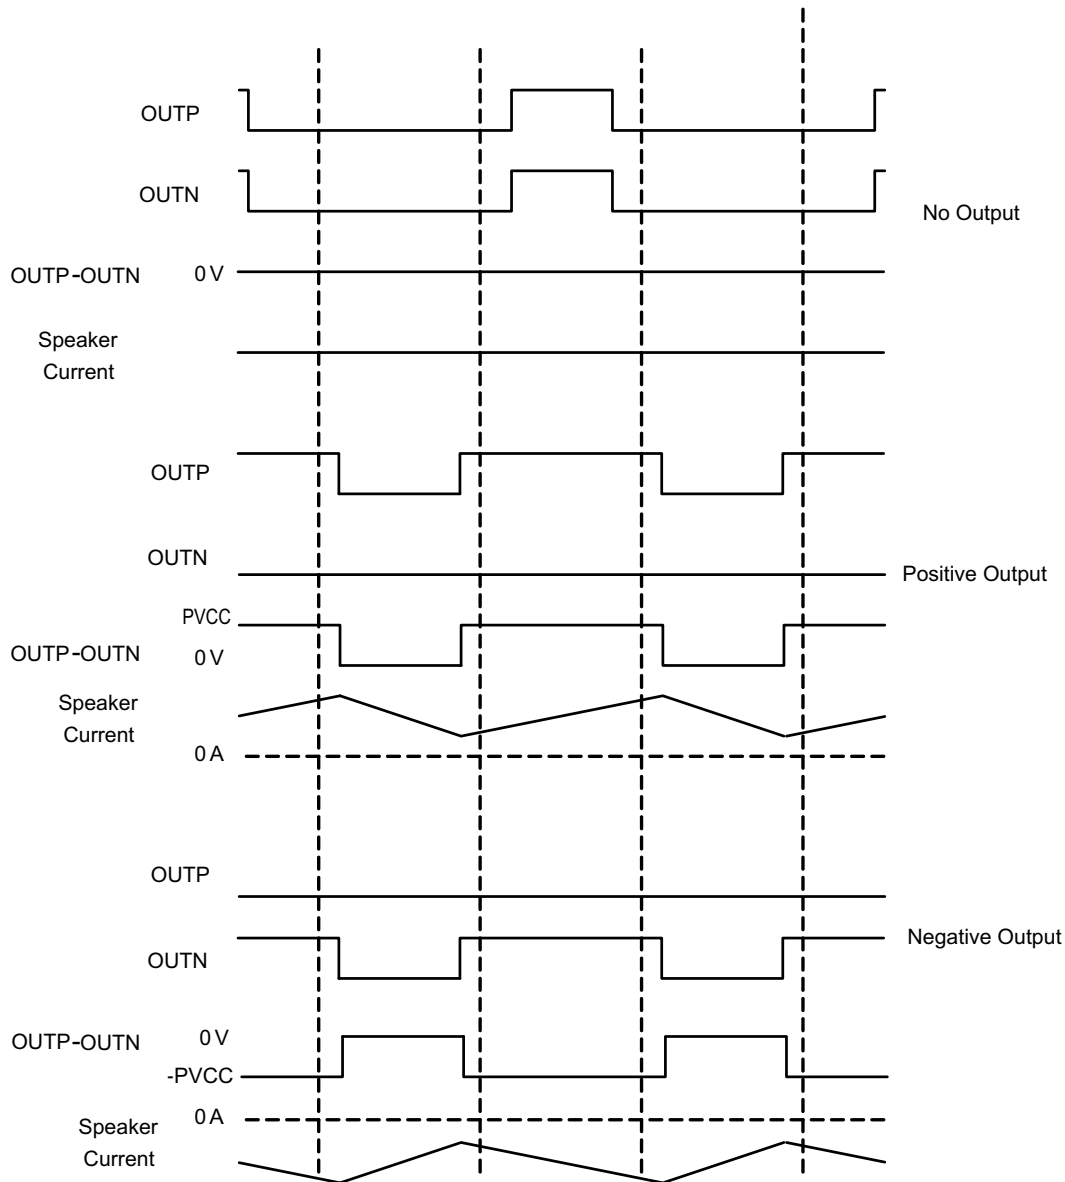 OUTP
OUTN
No Output
OUTP-OUTN 0 V
Speaker
Current
OUTP
OUTN
Positive Output
PVCC
OUTP-OUTN 0 V
Speaker
Current
0 A
OUTP
Negative Output
OUTN
OUTP-OUTN 0 V
-PVCC
0 A
Speaker
Current